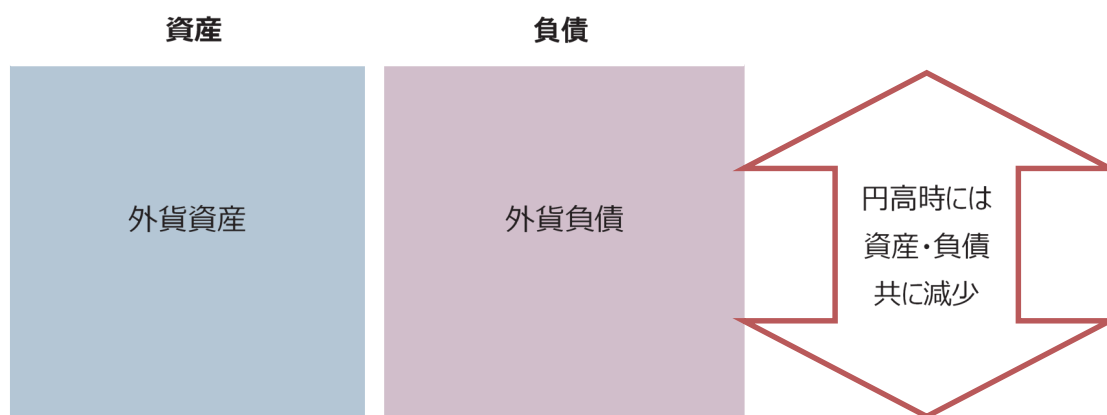 資産
負債
外貨資産
外貨負債
円高時には
資産・負債
共に減少